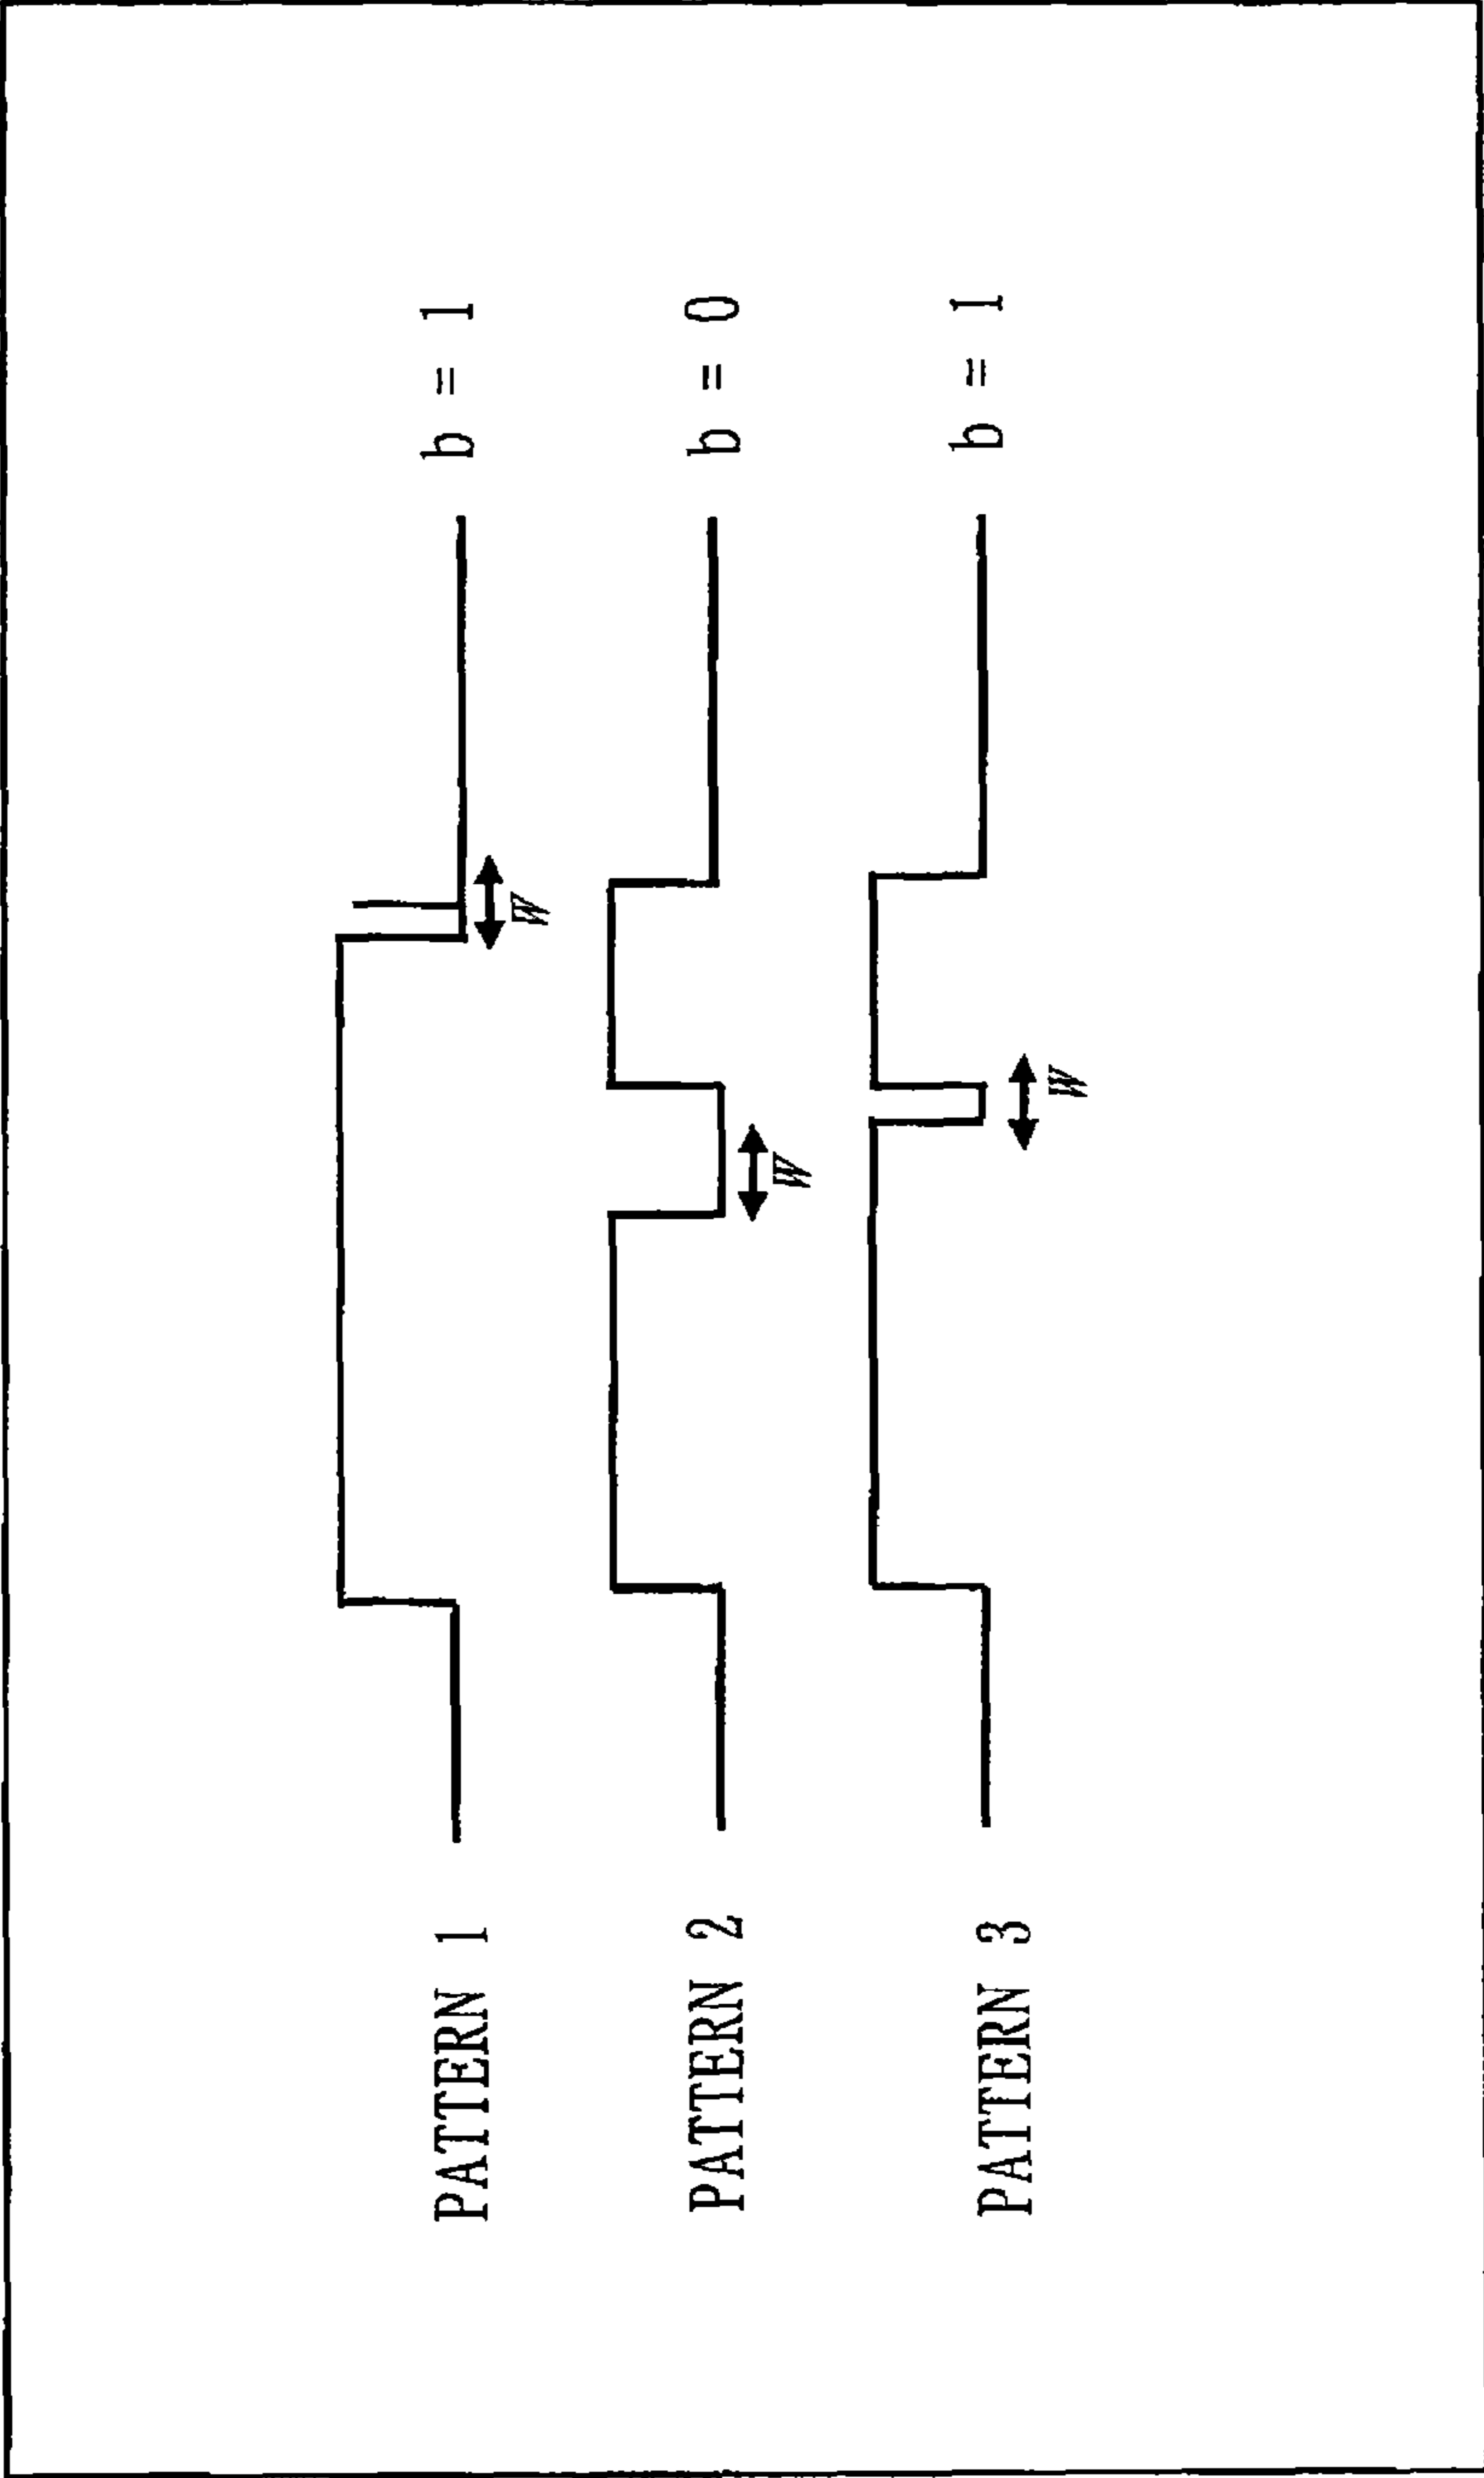 PATTERN 1 b = 1
w
PATTERN 2 b = 0
w
PATTERN 3 b = 1
w